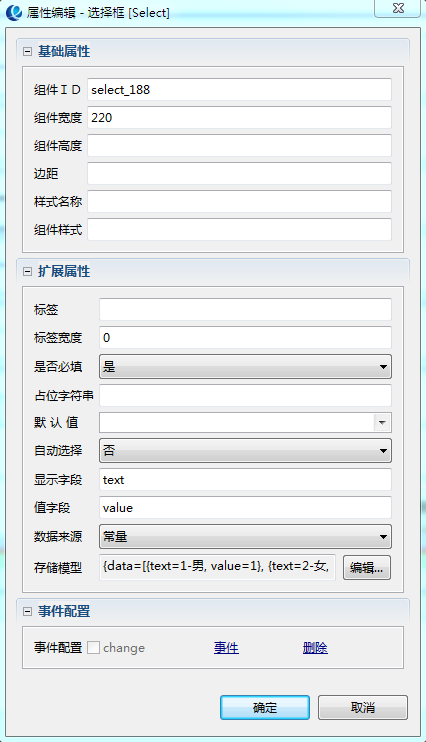 属性编辑 - 选择框 [Select]
基础属性
组件ＩＤ select_188
组件宽度 220
组件高度
边距
样式名称
组件样式
扩展属性
标签
标签宽度 0
是否必填 是
占位字符串
默 认 值
自动选择 否
显示字段 text
值字段 value
数据来源 常量
存储模型 {data=[{text=1-男, value=1}, {text=2-女, 编辑...
事件配置
事件配置 change 事件 删除
确定 取消